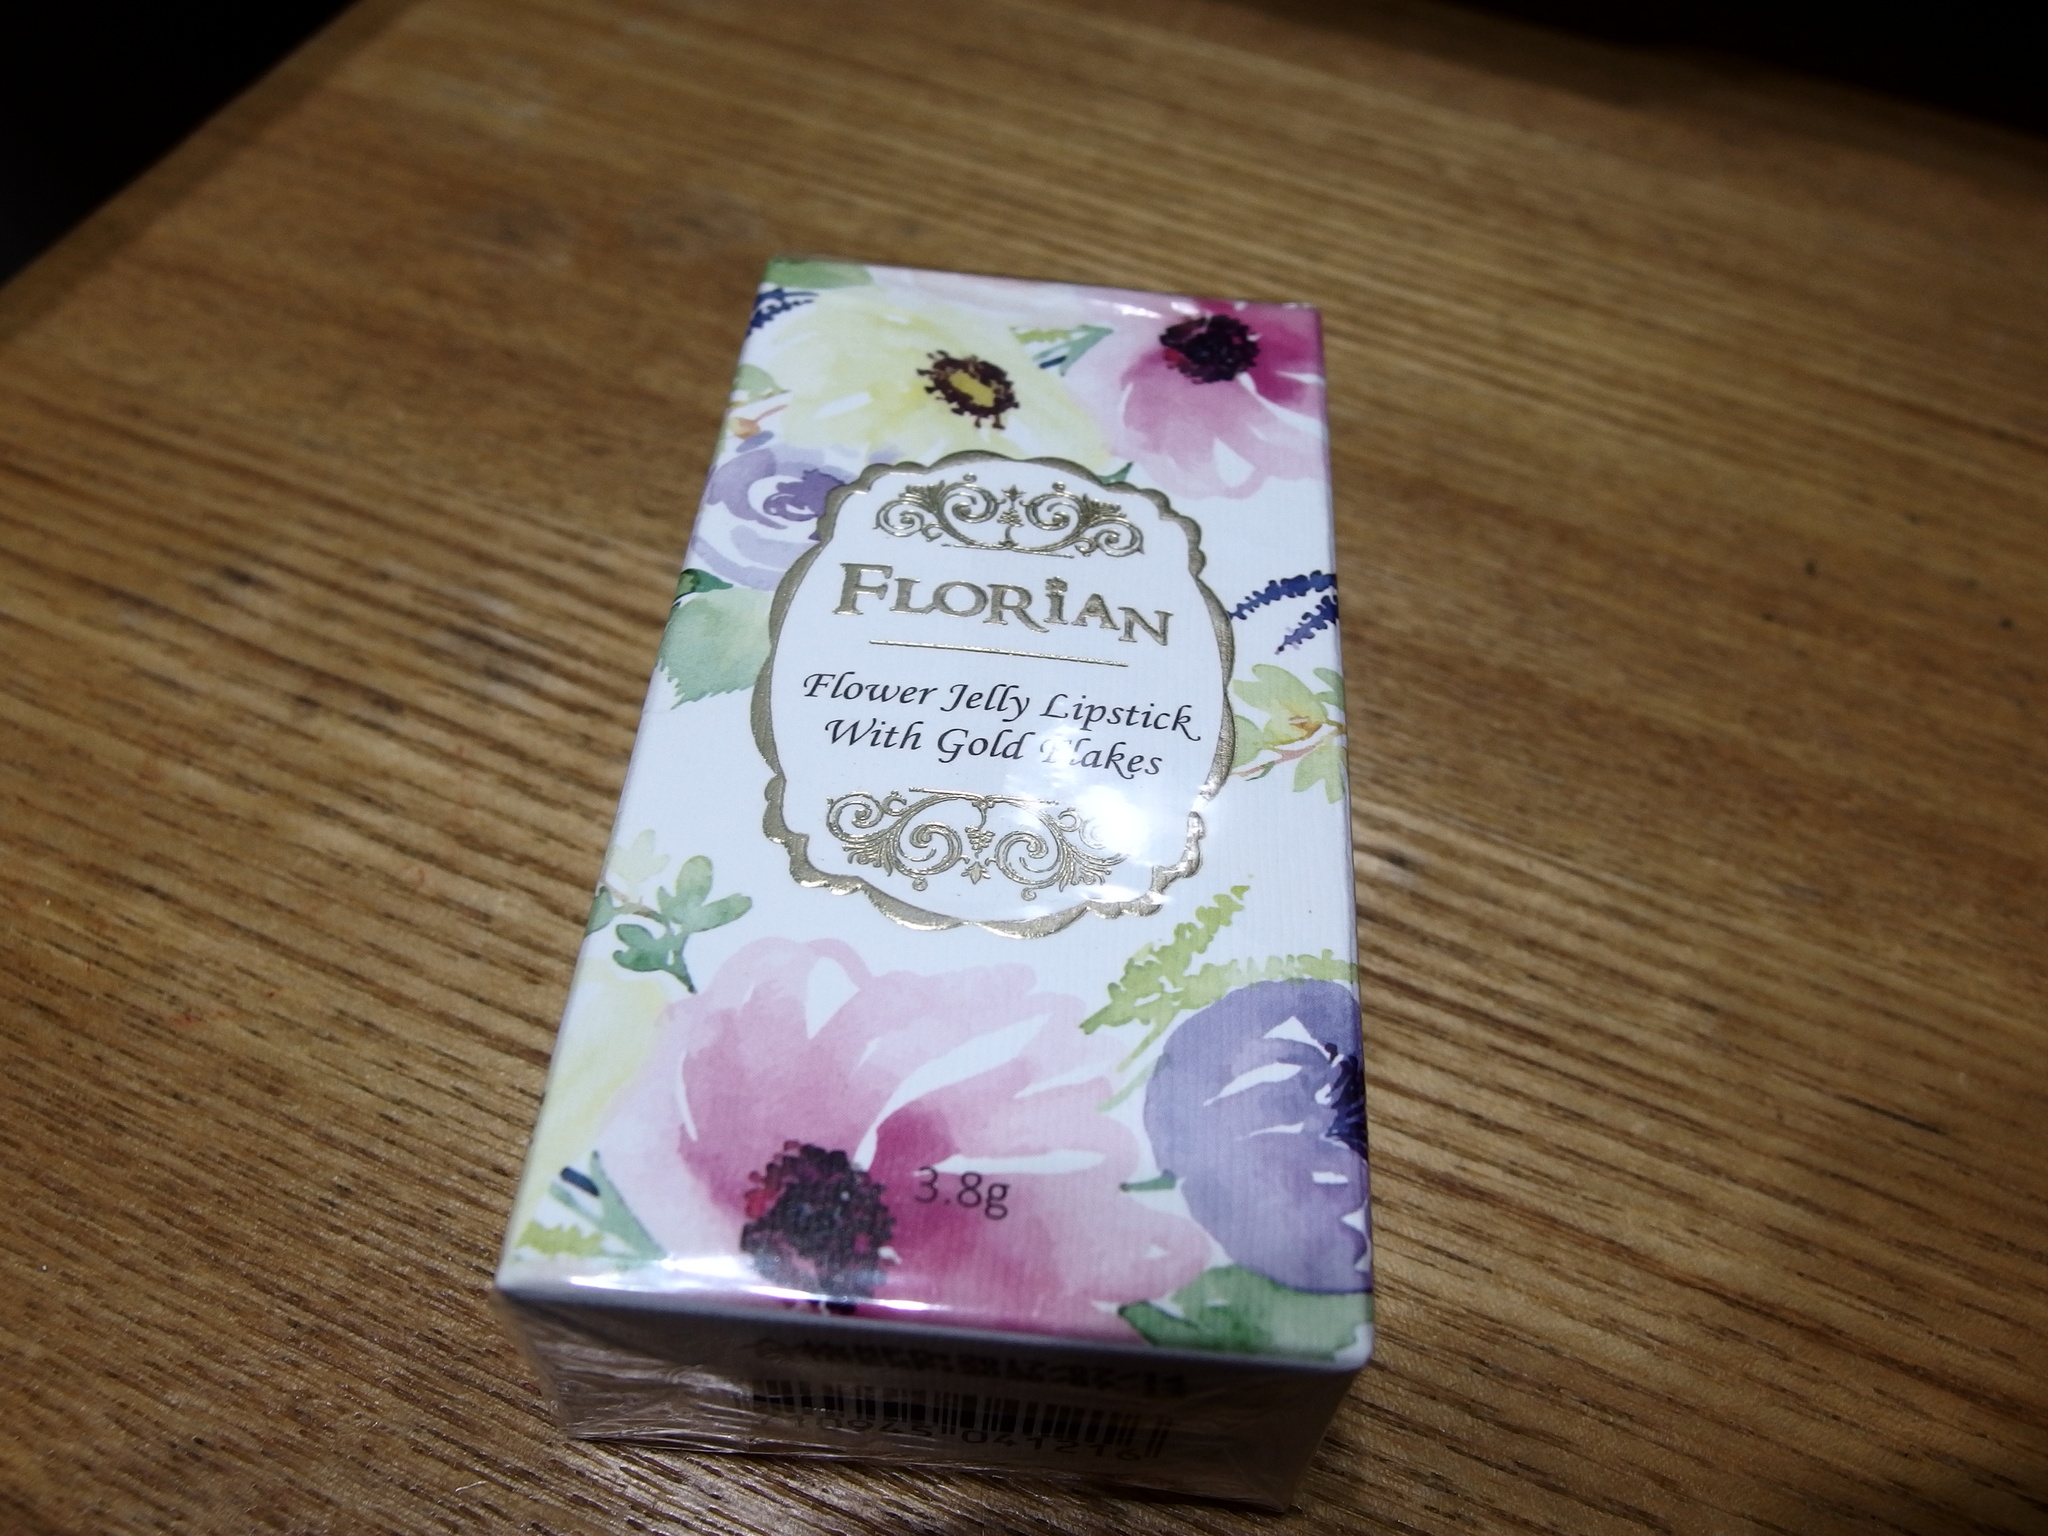 FLORIAN
Flower Jelly Lipstick
With Gold Flakes
3.8g